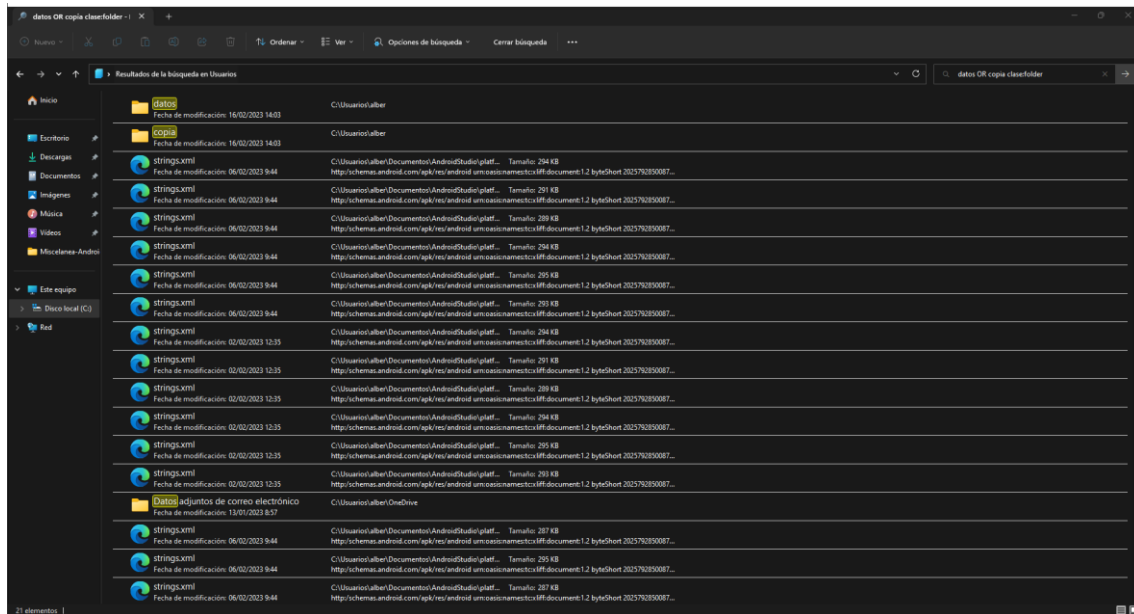 datos OR copia clase:folder - I
Nuevo
Ordenar
Ver
Opciones de búsqueda
Cerrar búsqueda
Resultados de la búsqueda en Usuarios
datos OR copia clase:folder
Inicio
Escritorio
Descargas
Documentos
Imágenes
Música
Vídeos
Miscelanea-Androi
Este equipo
Disco local (C:)
Red
datos C:\Usuarios\alber
Fecha de modificación: 16/02/2023 14:03
copia C:\Usuarios\alber
Fecha de modificación: 16/02/2023 14:03
strings.xml C:\Usuarios\alber\Documentos\AndroidStudio\platf... Tamaño: 294 KB
Fecha de modificación: 06/02/2023 9:44 http:/schemas.android.com/apk/res/android urn:oasis:names:tc:xliff:document:1.2 byteShort 2025792850087...
strings.xml C:\Usuarios\alber\Documentos\AndroidStudio\platf... Tamaño: 291 KB
Fecha de modificación: 06/02/2023 9:44 http:/schemas.android.com/apk/res/android urn:oasis:names:tc:xliff:document:1.2 byteShort 2025792850087...
strings.xml C:\Usuarios\alber\Documentos\AndroidStudio\platf... Tamaño: 289 KB
Fecha de modificación: 06/02/2023 9:44 http:/schemas.android.com/apk/res/android urn:oasis:names:tc:xliff:document:1.2 byteShort 2025792850087...
strings.xml C:\Usuarios\alber\Documentos\AndroidStudio\platf... Tamaño: 294 KB
Fecha de modificación: 06/02/2023 9:44 http:/schemas.android.com/apk/res/android urn:oasis:names:tc:xliff:document:1.2 byteShort 2025792850087...
strings.xml C:\Usuarios\alber\Documentos\AndroidStudio\platf... Tamaño: 295 KB
Fecha de modificación: 06/02/2023 9:44 http:/schemas.android.com/apk/res/android urn:oasis:names:tc:xliff:document:1.2 byteShort 2025792850087...
strings.xml C:\Usuarios\alber\Documentos\AndroidStudio\platf... Tamaño: 293 KB
Fecha de modificación: 06/02/2023 9:44 http:/schemas.android.com/apk/res/android urn:oasis:names:tc:xliff:document:1.2 byteShort 2025792850087...
strings.xml C:\Usuarios\alber\Documentos\AndroidStudio\platf... Tamaño: 294 KB
Fecha de modificación: 02/02/2023 12:35 http:/schemas.android.com/apk/res/android urn:oasis:names:tc:xliff:document:1.2 byteShort 2025792850087...
strings.xml C:\Usuarios\alber\Documentos\AndroidStudio\platf... Tamaño: 291 KB
Fecha de modificación: 02/02/2023 12:35 http:/schemas.android.com/apk/res/android urn:oasis:names:tc:xliff:document:1.2 byteShort 2025792850087...
strings.xml C:\Usuarios\alber\Documentos\AndroidStudio\platf... Tamaño: 289 KB
Fecha de modificación: 02/02/2023 12:35 http:/schemas.android.com/apk/res/android urn:oasis:names:tc:xliff:document:1.2 byteShort 2025792850087...
strings.xml C:\Usuarios\alber\Documentos\AndroidStudio\platf... Tamaño: 294 KB
Fecha de modificación: 02/02/2023 12:35 http:/schemas.android.com/apk/res/android urn:oasis:names:tc:xliff:document:1.2 byteShort 2025792850087...
strings.xml C:\Usuarios\alber\Documentos\AndroidStudio\platf... Tamaño: 295 KB
Fecha de modificación: 02/02/2023 12:35 http:/schemas.android.com/apk/res/android urn:oasis:names:tc:xliff:document:1.2 byteShort 2025792850087...
strings.xml C:\Usuarios\alber\Documentos\AndroidStudio\platf... Tamaño: 293 KB
Fecha de modificación: 02/02/2023 12:35 http:/schemas.android.com/apk/res/android urn:oasis:names:tc:xliff:document:1.2 byteShort 2025792850087...
Datos adjuntos de correo electrónico C:\Usuarios\alber\OneDrive
Fecha de modificación: 13/01/2023 8:57
strings.xml C:\Usuarios\alber\Documentos\AndroidStudio\platf... Tamaño: 287 KB
Fecha de modificación: 06/02/2023 9:44 http:/schemas.android.com/apk/res/android urn:oasis:names:tc:xliff:document:1.2 byteShort 2025792850087...
strings.xml C:\Usuarios\alber\Documentos\AndroidStudio\platf... Tamaño: 295 KB
Fecha de modificación: 06/02/2023 9:44 http:/schemas.android.com/apk/res/android urn:oasis:names:tc:xliff:document:1.2 byteShort 2025792850087...
strings.xml C:\Usuarios\alber\Documentos\AndroidStudio\platf... Tamaño: 287 KB
Fecha de modificación: 06/02/2023 9:44 http:/schemas.android.com/apk/res/android urn:oasis:names:tc:xliff:document:1.2 byteShort 2025792850087...
21 elementos